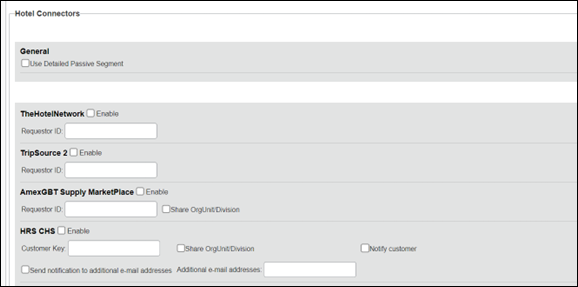 Hotel Connectors
General
Use Detailed Passive Segment
TheHotelNetwork Enable
Requestor ID:
TripSource 2 Enable
Requestor ID:
AmexGBT Supply MarketPlace Enable
Requestor ID: Share OrgUnit/Division
HRS CHS Enable
Customer Key: Share OrgUnit/Division Notify customer
Send notification to additional e-mail addresses Additional e-mail addresses: